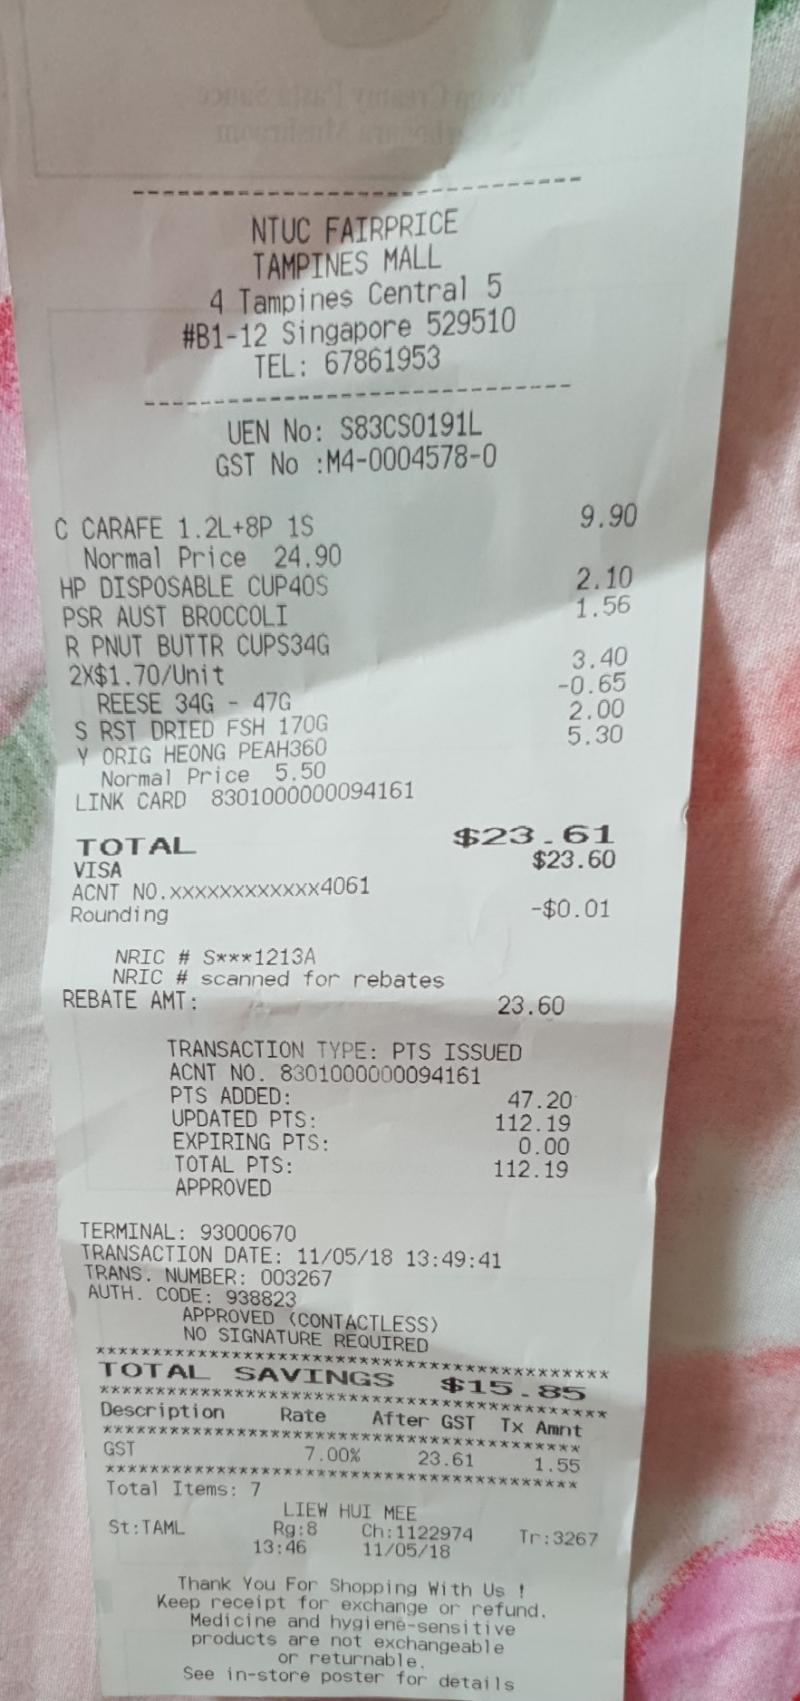 NTUC FAIRPRICE
TAMPINES MALL
4 Tampines Central 5
#B1-12 Singapore 529510
TEL: 67861953
UEN No: S83CS0191L
GST No :M4-0004578-0
C CARAFE 1.2L+8P 1S 9.90
Normal Price 24.90
HP DISPOSABLE CUP40S 2.10
PSR AUST BROCCOLI 1.56
R PNUT BUTTR CUPS34G
2X$1.70/Unit 3.40
REESE 34G - 47G -0.65
S RST DRIED FSH 170G 2.00
Y ORIG HEONG PEAH360 5.30
Normal Price 5.50
LINK CARD 8301000000094161
TOTAL $23.61
VISA $23.60
ACNT NO.xxxxxxxxxxxx4061
Rounding -$0.01
NRIC # S***1213A
NRIC # scanned for rebates
REBATE AMT: 23.60
TRANSACTION TYPE: PTS ISSUED
ACNT NO. 8301000000094161
PTS ADDED: 47.20
UPDATED PTS: 112.19
EXPIRING PTS: 0.00
TOTAL PTS: 112.19
APPROVED
TERMINAL: 93000670
TRANSACTION DATE: 11/05/18 13:49:41
TRANS. NUMBER: 003267
AUTH. CODE: 938823
APPROVED (CONTACTLESS)
NO SIGNATURE REQUIRED
TOTAL SAVINGS $15.85
Description Rate After GST Tx Amnt
GST 7.00% 23.61 1.55
Total Items: 7
LIEW HUI MEE
St:TAML Rg:8 Ch:1122974 Tr:3267
13:46 11/05/18
Thank You For Shopping With Us !
Keep receipt for exchange or refund.
Medicine and hygiene-sensitive
products are not exchangeable
or returnable.
See in-store poster for details